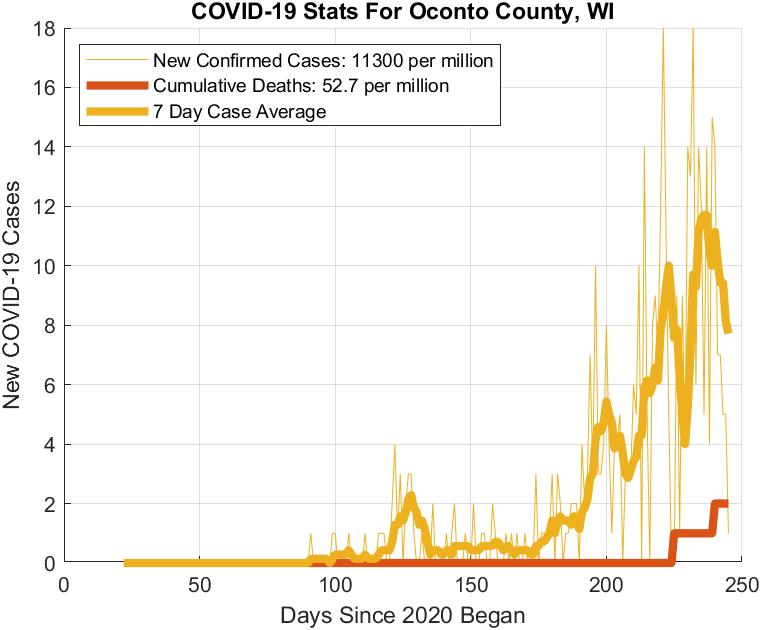 COVID-19 Stats For Oconto County, WI
New Confirmed Cases: 11300 per million
Cumulative Deaths: 52.7 per million
7 Day Case Average
New COVID-19 Cases
18
16
14
12
10
8
6
4
2
0
0 50 100 150 200 250
Days Since 2020 Began